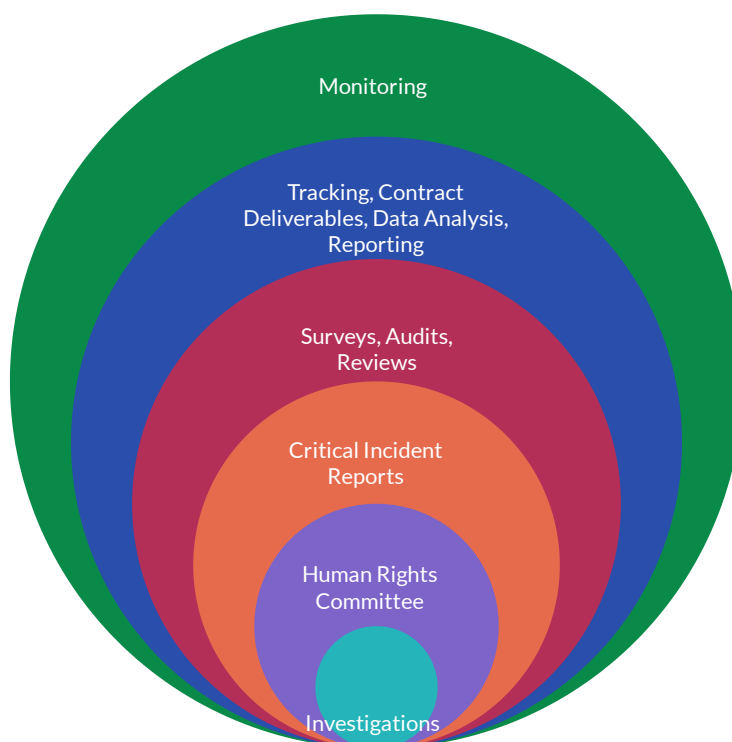 Monitoring
Tracking, Contract
Deliverables, Data Analysis,
Reporting
Surveys, Audits,
Reviews
Critical Incident
Reports
Human Rights
Committee
Investigations